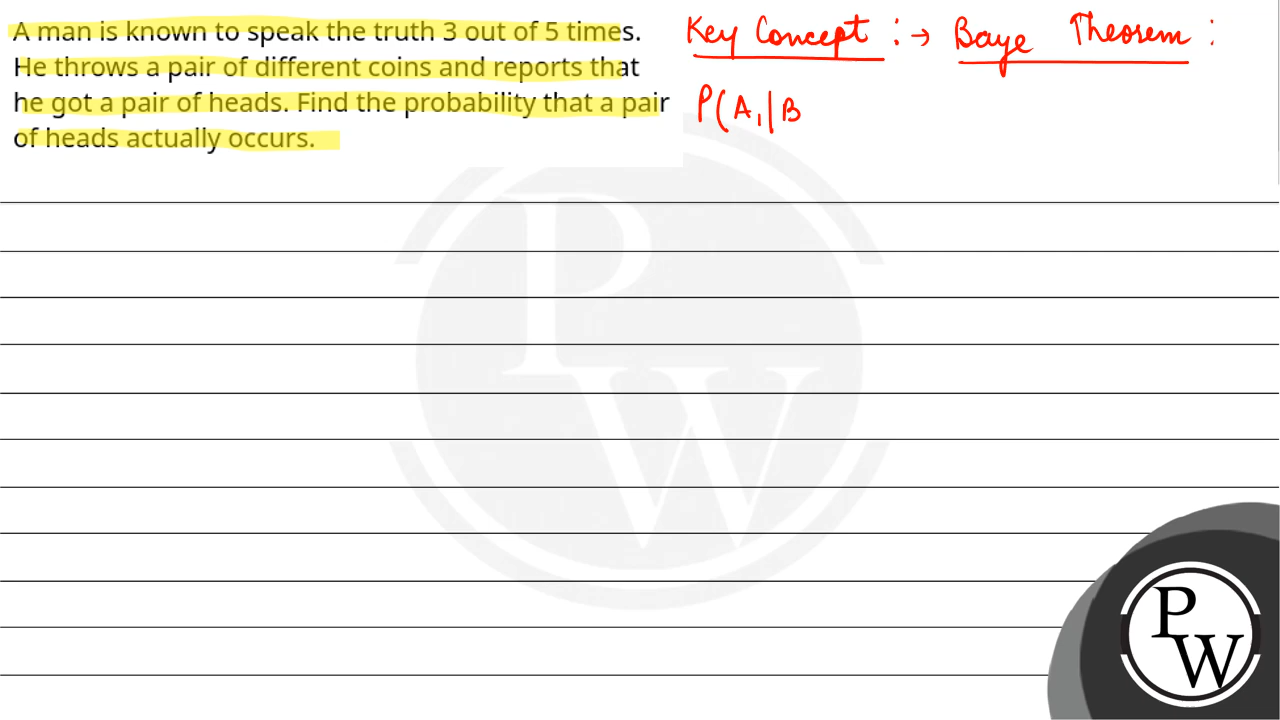 A man is known to speak the truth 3 out of 5 times.
He throws a pair of different coins and reports that
he got a pair of heads. Find the probability that a pair
of heads actually occurs.
Key Concept :→ Baye Theorem :
P(A₁|B
PW
PW